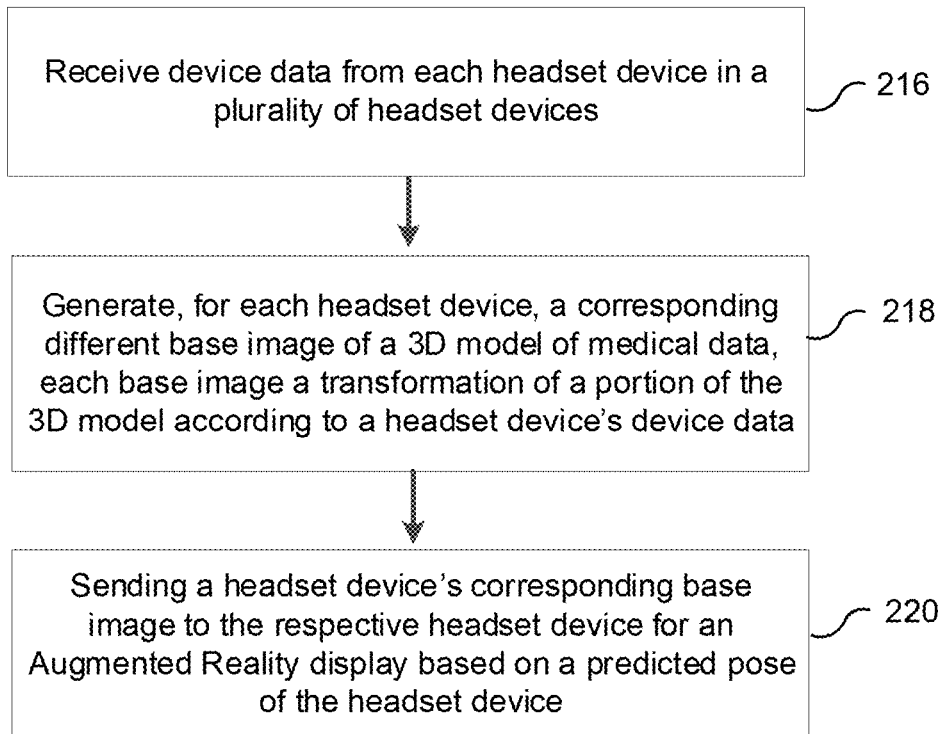 Receive device data from each headset device in a
plurality of headset devices
216
Generate, for each headset device, a corresponding
different base image of a 3D model of medical data,
each base image a transformation of a portion of the
3D model according to a headset device's device data
218
Sending a headset device's corresponding base
image to the respective headset device for an
Augmented Reality display based on a predicted pose
of the headset device
220